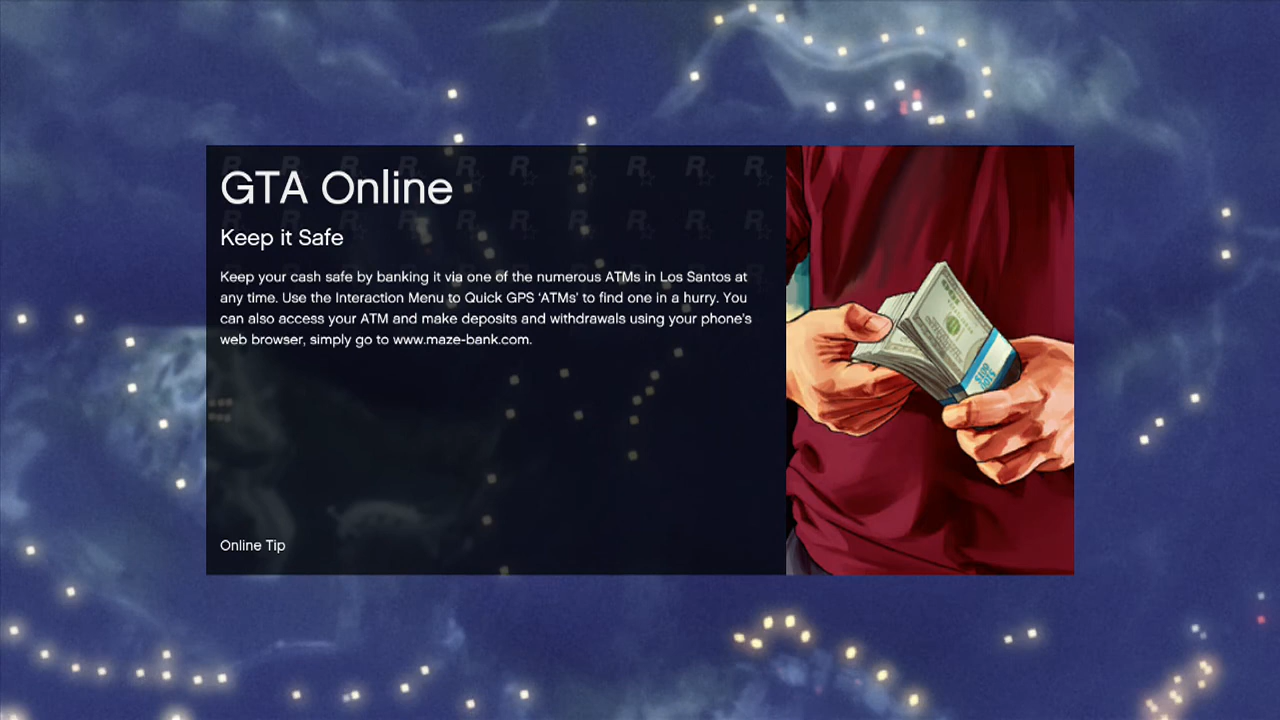 GTA Online
Keep it Safe
Keep your cash safe by banking it via one of the numerous ATMs in Los Santos at
any time. Use the Interaction Menu to Quick GPS 'ATMs' to find one in a hurry. You
can also access your ATM and make deposits and withdrawals using your phone's
web browser, simply go to www.maze-bank.com.
Online Tip